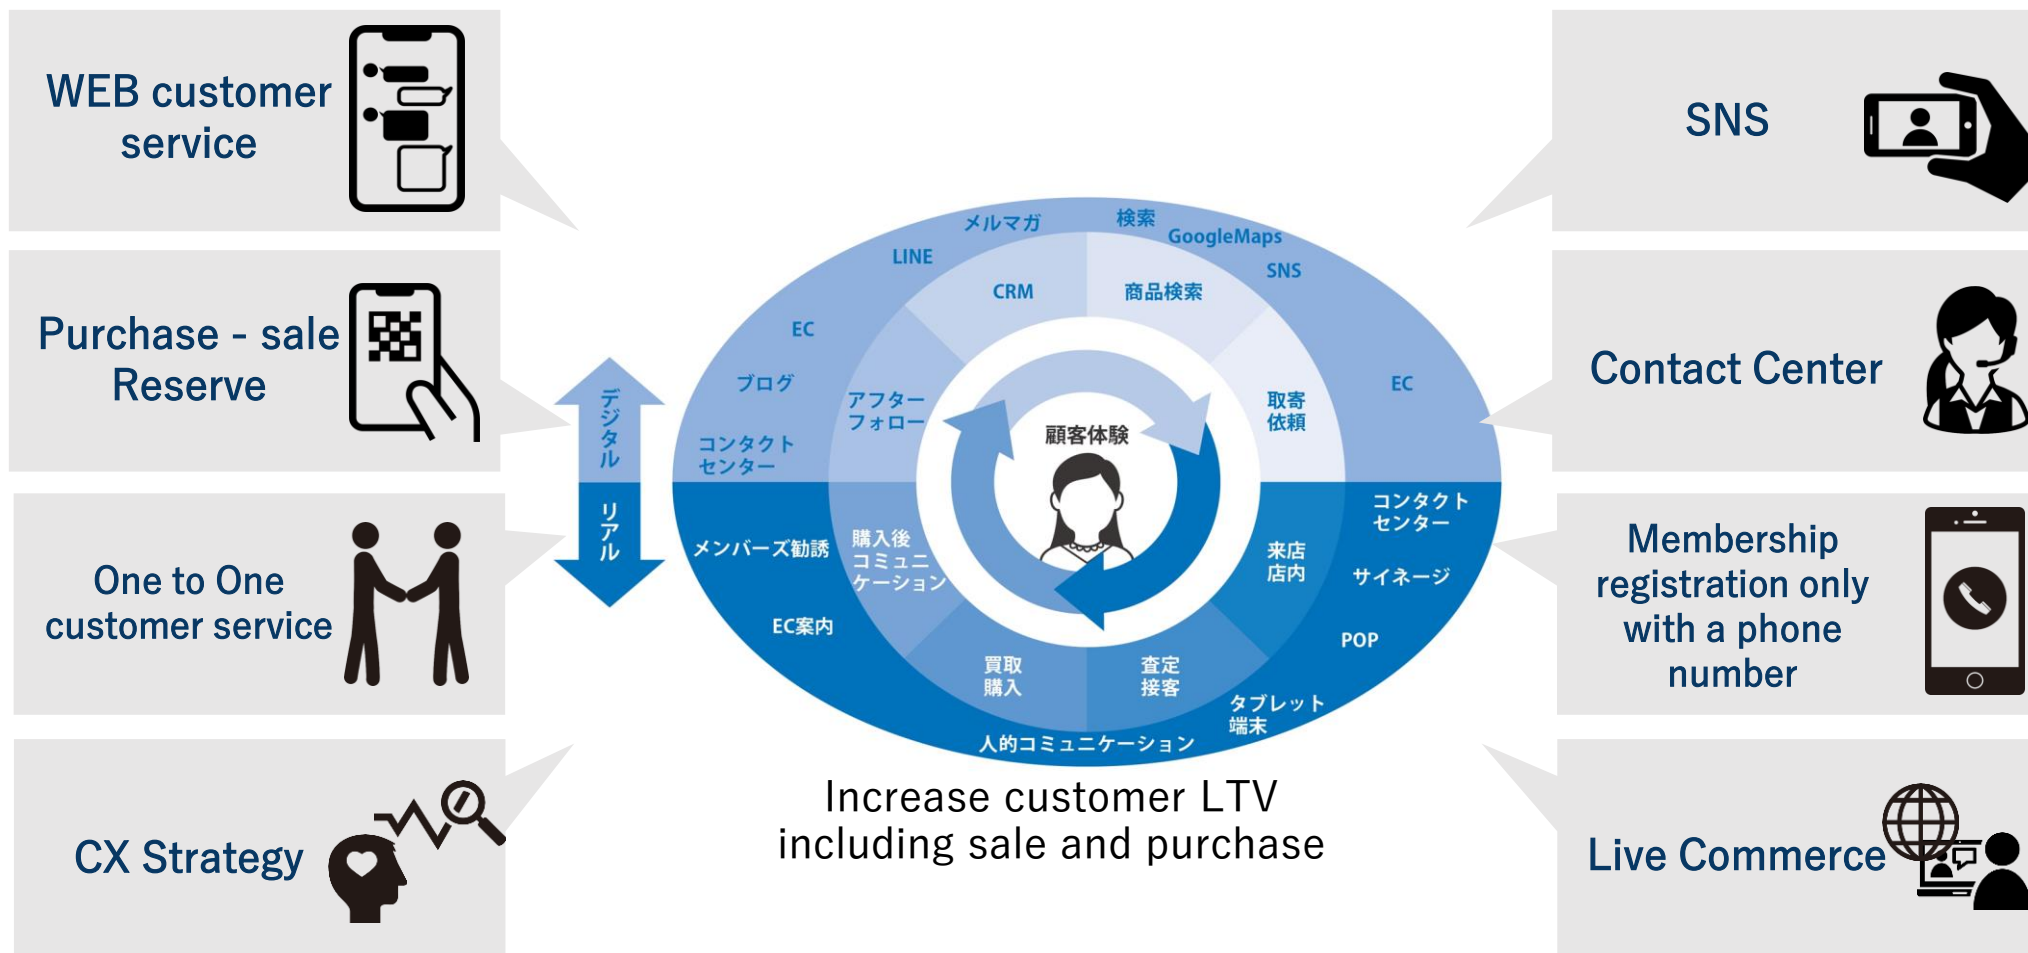 WEB customer
service
Purchase - sale
Reserve
One to One
customer service
CX Strategy
デジタル
リアル
メルマガ
検索
GoogleMaps
LINE
SNS
CRM
商品検索
EC
ブログ
EC
アフター
フォロー
取寄
依頼
コンタクト
センター
顧客体験
コンタクト
センター
メンバーズ勧誘
購入後
コミュニ
ケーション
来店
店内
サイネージ
EC案内
POP
買取
購入
査定
接客
タブレット
端末
人的コミュニケーション
Increase customer LTV
including sale and purchase
SNS
Contact Center
Membership
registration only
with a phone
number
Live Commerce